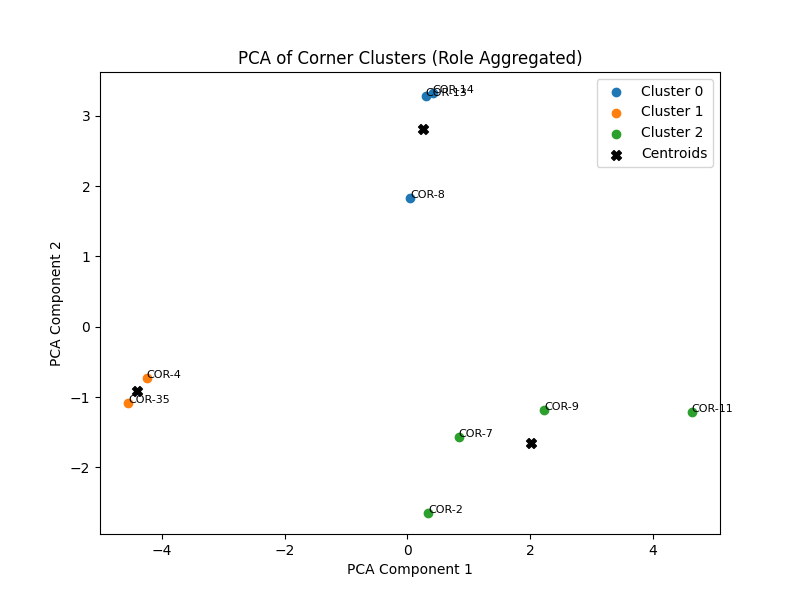 PCA of Corner Clusters (Role Aggregated)
Cluster 0
Cluster 1
Cluster 2
Centroids
COR-14
COR-13
COR-8
COR-4
COR-35
COR-9
COR-11
COR-7
COR-2
PCA Component 2
3
2
1
0
−1
−2
−4
−2
0
2
4
PCA Component 1